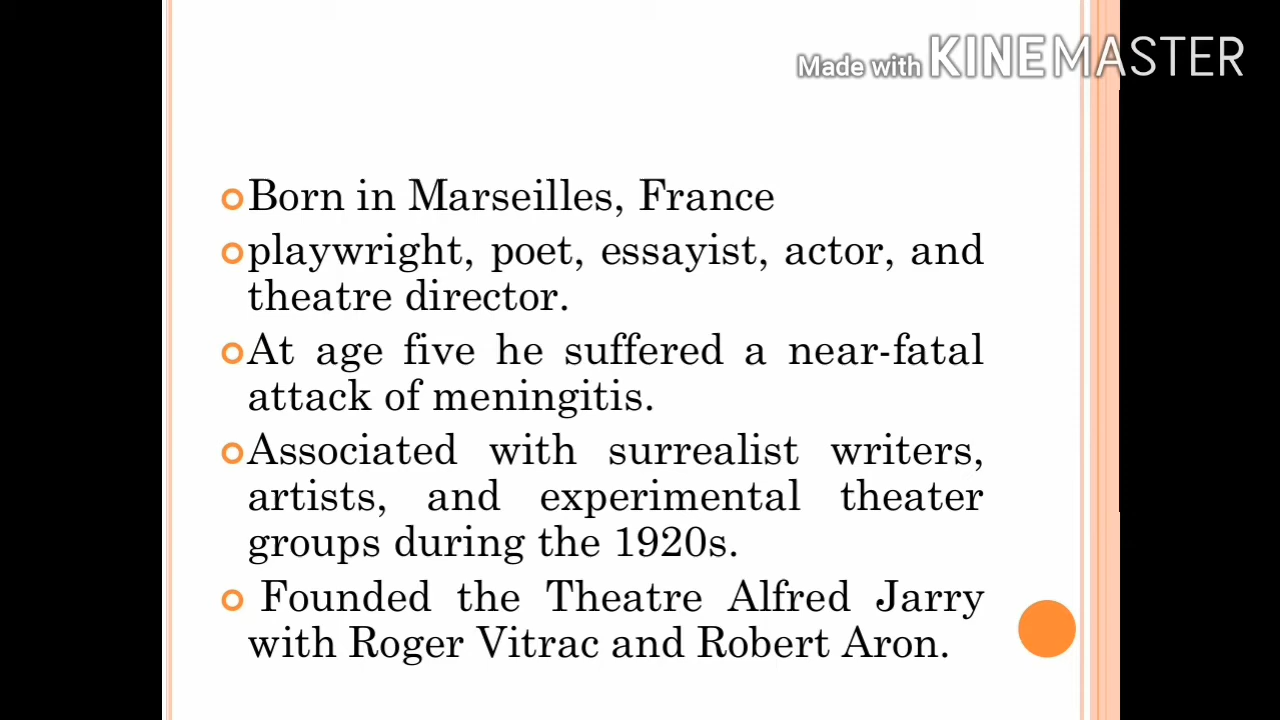 Made with KINEMASTER
Born in Marseilles, France
playwright, poet, essayist, actor, and
theatre director.
At age five he suffered a near-fatal
attack of meningitis.
Associated with surrealist writers,
artists, and experimental theater
groups during the 1920s.
Founded the Theatre Alfred Jarry
with Roger Vitrac and Robert Aron.